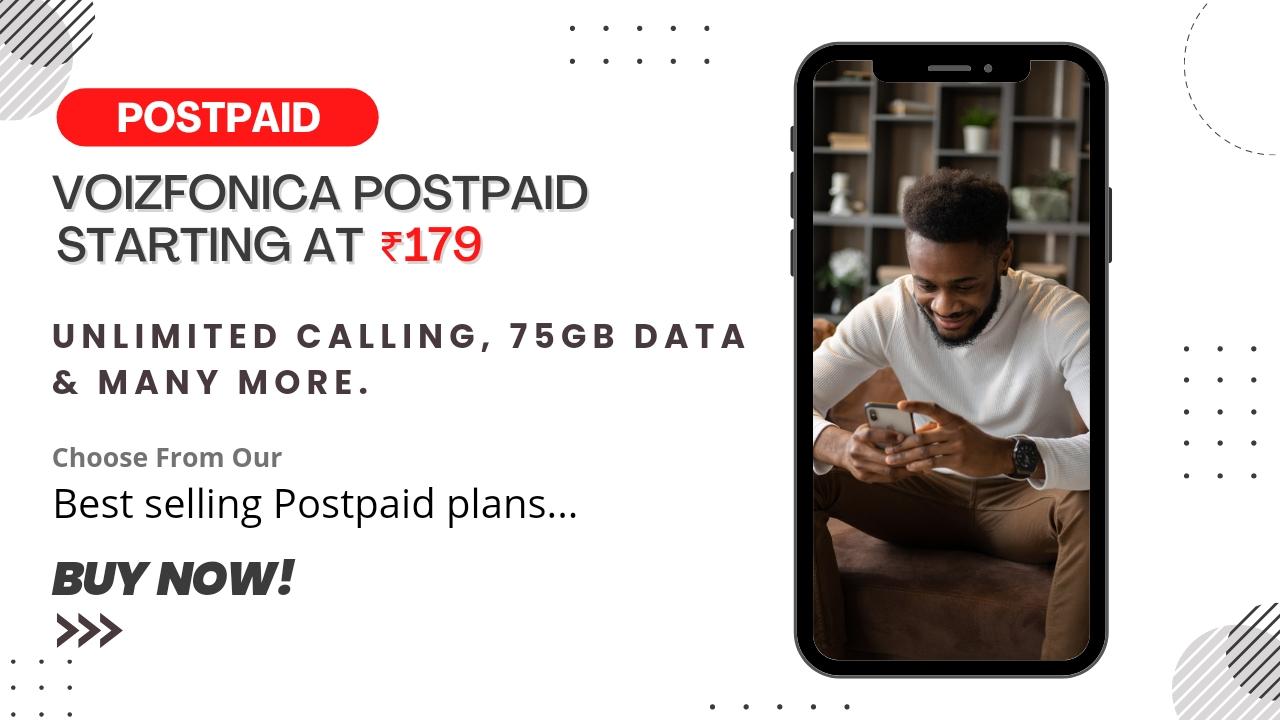 POSTPAID
VOIZFONICA POSTPAID
STARTING AT ₹179
UNLIMITED CALLING, 75GB DATA
& MANY MORE.
Choose From Our
Best selling Postpaid plans...
BUY NOW!